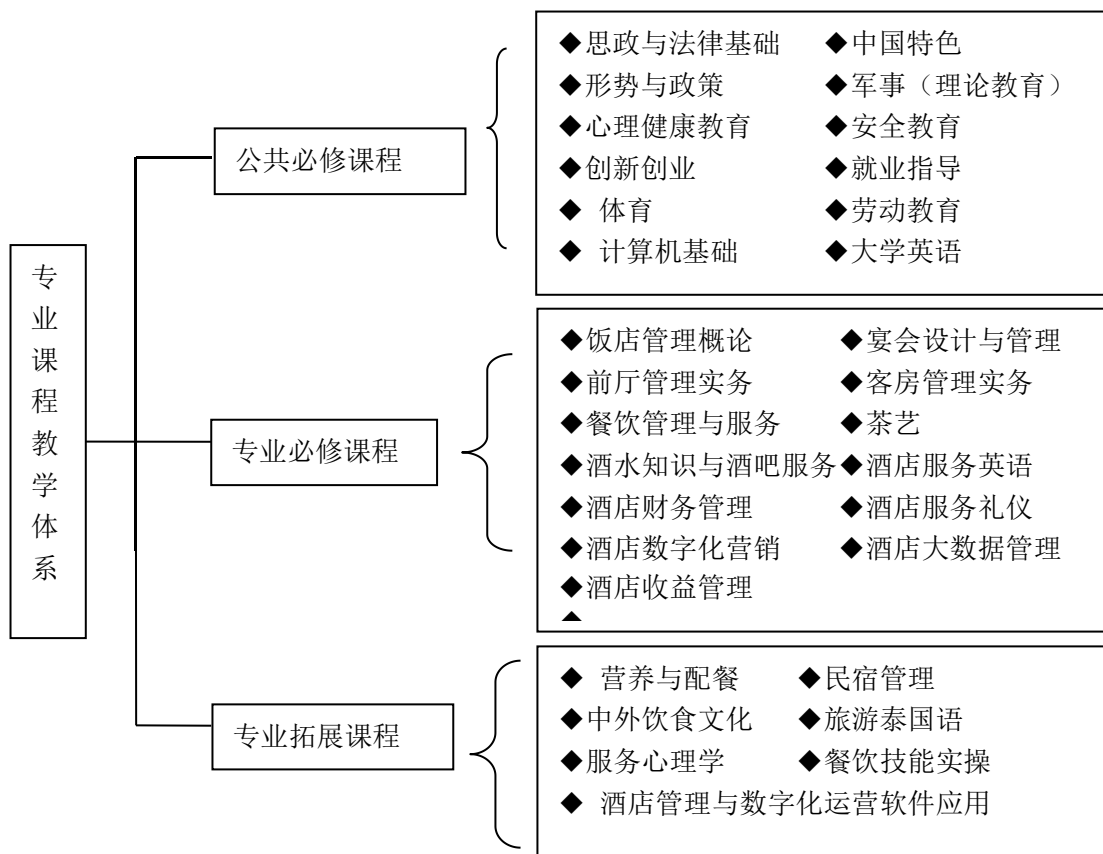 专业课程教学体系
公共必修课程
◆思政与法律基础 ◆中国特色
◆形势与政策 ◆军事（理论教育）
◆心理健康教育 ◆安全教育
◆创新创业 ◆就业指导
◆ 体育 ◆劳动教育
◆ 计算机基础 ◆大学英语
专业必修课程
◆饭店管理概论 ◆宴会设计与管理
◆前厅管理实务 ◆客房管理实务
◆餐饮管理与服务 ◆茶艺
◆酒水知识与酒吧服务 ◆酒店服务英语
◆酒店财务管理 ◆酒店服务礼仪
◆酒店数字化营销 ◆酒店大数据管理
◆酒店收益管理
◆
专业拓展课程
◆ 营养与配餐 ◆民宿管理
◆中外饮食文化 ◆旅游泰国语
◆服务心理学 ◆餐饮技能实操
◆ 酒店管理与数字化运营软件应用